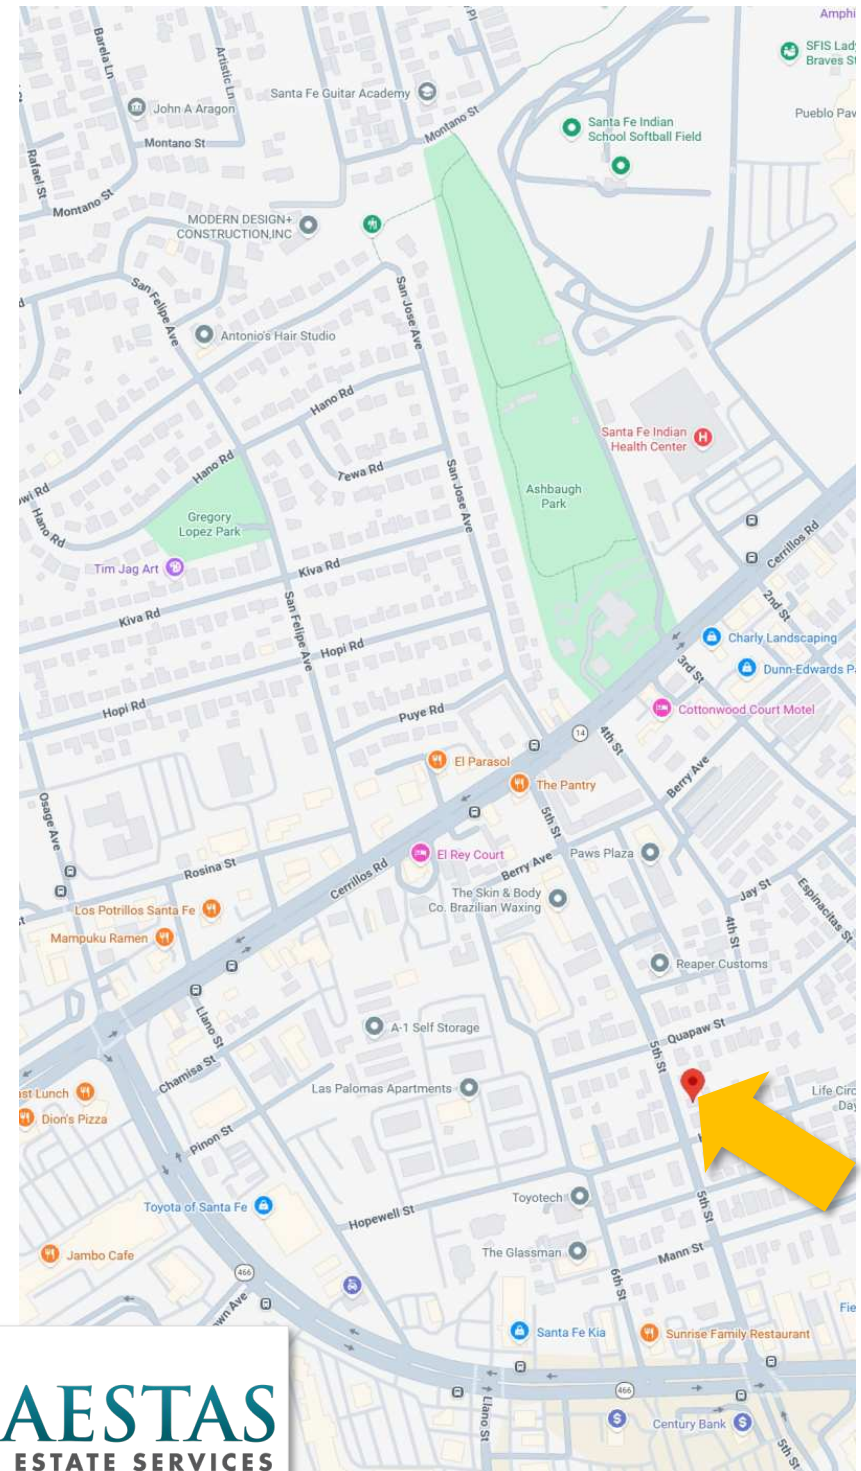 Amphi
SFIS Lady
Braves St
Barela Ln
Artistic Ln
Pl
Santa Fe Guitar Academy
John A Aragon
Montano St
Santa Fe Indian
School Softball Field
Pueblo Pav
Montano St
Rafael St
Montano St
MODERN DESIGN+
CONSTRUCTION,INC
San Felipe Ave
San Jose Ave
Antonio's Hair Studio
Hano Rd
Santa Fe Indian
Health Center
Hano Rd
Tewa Rd
San Jose Ave
Ashbaugh
Park
wi Rd
Hano Rd
Gregory
Lopez Park
Cerrillos Rd
Tim Jag Art
Kiva Rd
2nd St
Kiva Rd
San Felipe Ave
Charly Landscaping
Hopi Rd
3rd St
Dunn-Edwards Pa
Hopi Rd
Puye Rd
Cottonwood Court Motel
14
4th St
El Parasol
The Pantry
Berry Ave
Osage Ave
5th St
El Rey Court
Paws Plaza
Rosina St
Cerrillos Rd
Berry Ave
The Skin & Body
Co. Brazilian Waxing
Jay St
Espinacitas St
Los Potrillos Santa Fe
4th St
Mampuku Ramen
Reaper Customs
Llano St
A-1 Self Storage
Quapaw St
5th St
Chamisa St
Las Palomas Apartments
Life Circ
Day
ast Lunch
Dion's Pizza
Pinon St
Toyota of Santa Fe
Toyotech
5th St
Hopewell St
Jambo Cafe
The Glassman
Mann St
466
6th St
wn Ave
Fie
Santa Fe Kia
Sunrise Family Restaurant
466
Llano St
Century Bank
5th St
AESTAS
ESTATE SERVICES